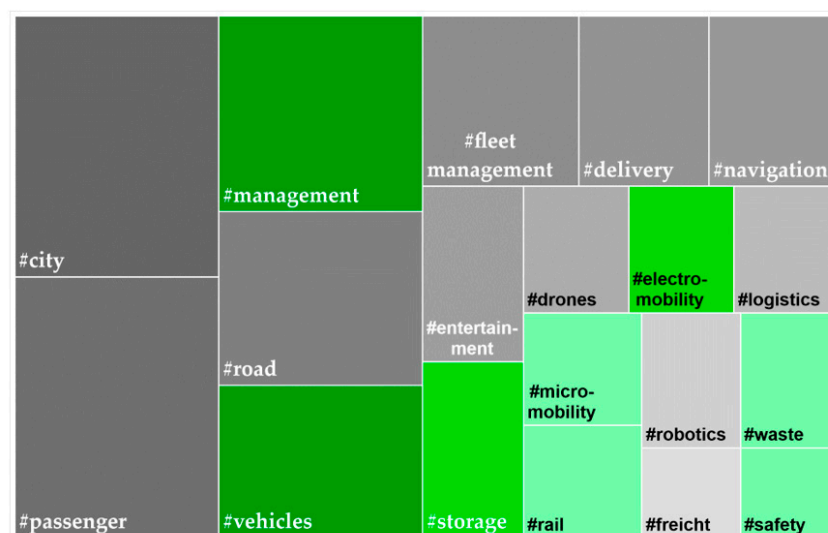 #city
#passenger
#management
#road
#vehicles
#fleet
management
#delivery
#navigation
#entertain-
ment
#storage
#drones
#electro-
mobility
#logistics
#micro-
mobility
#rail
#robotics
#freicht
#waste
#safety